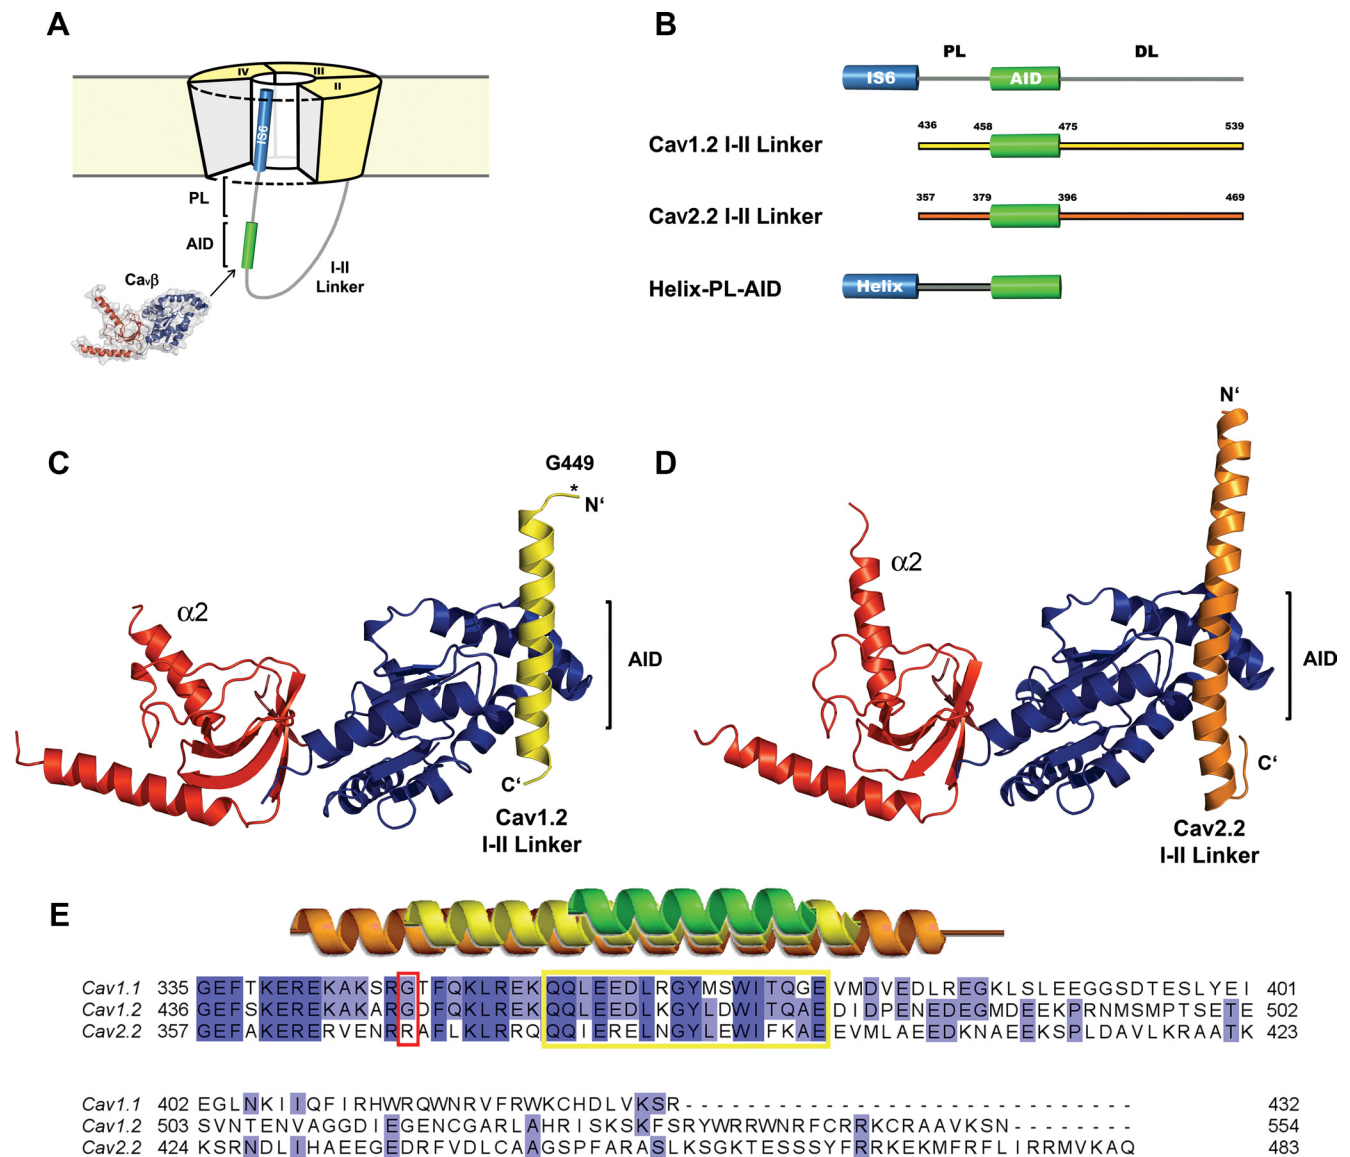 A
IV
III
II
IS6
PL
AID
Cavβ
I-II
Linker
B
PL
DL
IS6
AID
436
458
475
539
Cav1.2 I-II Linker
357
379
396
469
Cav2.2 I-II Linker
Helix-PL-AID
Helix
C
G449
*
N'
α2
AID
C'
Cav1.2
I-II Linker
D
N'
α2
AID
C'
Cav2.2
I-II Linker
E
Cav1.1 335 GEFTKEREKAKSRGTFQKLREKQQLEEDLRGYMSWITQGEVMDVEDLREGKLSLEEGGSDTESLYEI 401
Cav1.2 436 GEFSKEREKAKARGDFQKLREKQQLEEDLKGYLDWITQAEDIDPENEDEGMDEEKPRNMSMPTSETE 502
Cav2.2 357 GEFAKERERVENRRAFLKLRRQQQIERELNGYLEWIFKAEEVMLAEEDKNAEEKSPLDAVLKRAATK 423
Cav1.1 402 EGLNKIIQFIRHWRQWNRVFRWKCHDLVKSR- - - - - - - - - - - - - - - - - - - - 432
Cav1.2 503 SVNTENVAGGDIEGENCGARLAHRISKSKFSRYWRRWNRFCRRKCRAAVKSN- - - - - - - - 554
Cav2.2 424 KSRNDLIHAEEGEDRFVDLCAAGSPFARASLKSGKTESSSYFRRKEKMFRFLIRRMVKAQ 483